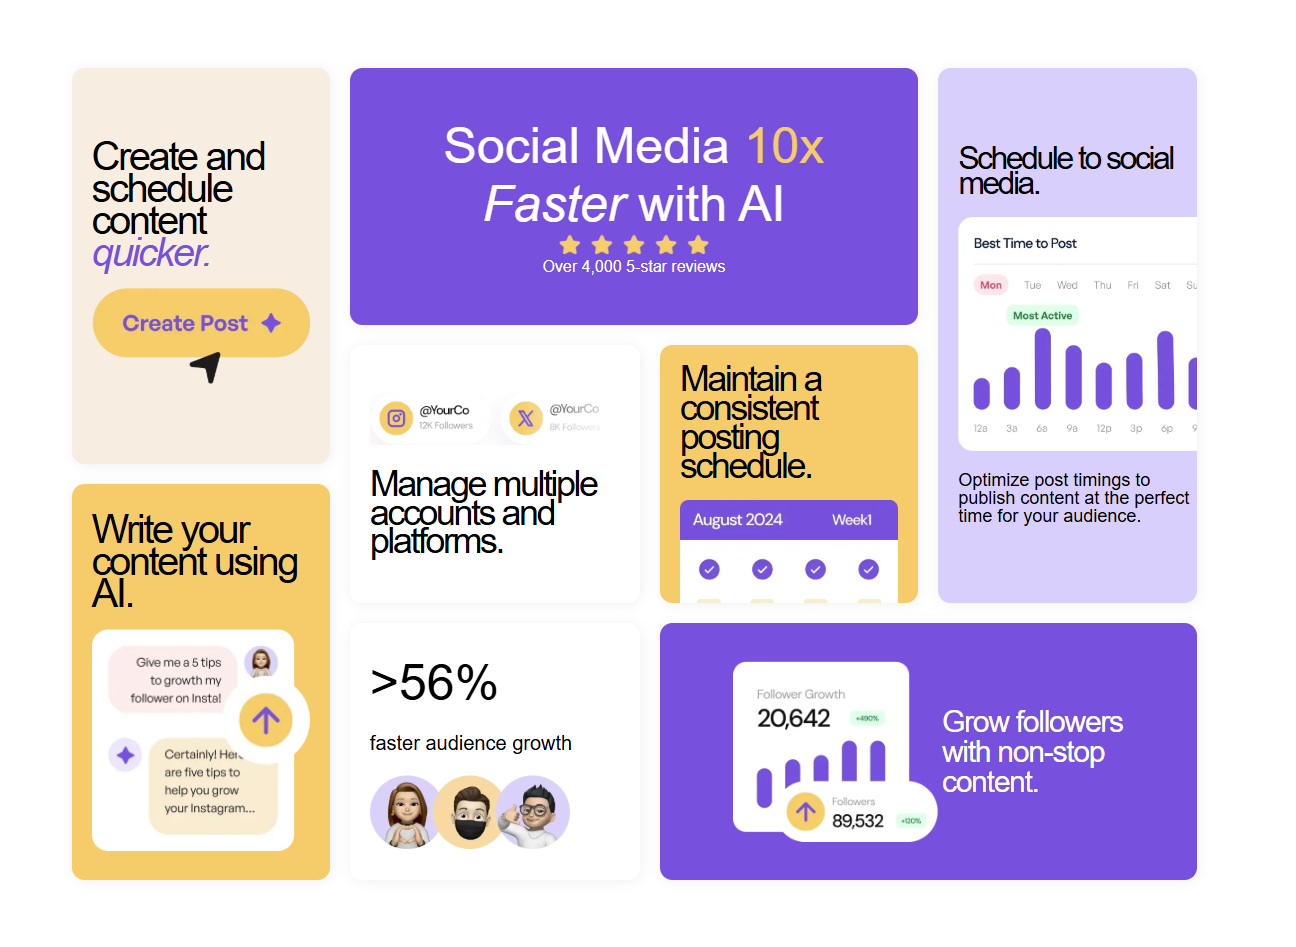 Create and
schedule
content
quicker.
Create Post
Social Media 10x
Faster with AI
Over 4,000 5-star reviews
Schedule to social
media.
Best Time to Post
Mon Tue Wed Thu Fri Sat Su
Most Active
12a 3a 6a 9a 12p 3p 6p 9
Optimize post timings to
publish content at the perfect
time for your audience.
@YourCo
12K Followers
@YourCo
8K Followers
Manage multiple
accounts and
platforms.
Maintain a
consistent
posting
schedule.
August 2024 Week1
Write your
content using
AI.
Give me a 5 tips
to growth my
follower on Insta!
Certainly! Here
are five tips to
help you grow
your Instagram...
>56%
faster audience growth
Follower Growth
20,642 +490%
Followers
89,532 +120%
Grow followers
with non-stop
content.